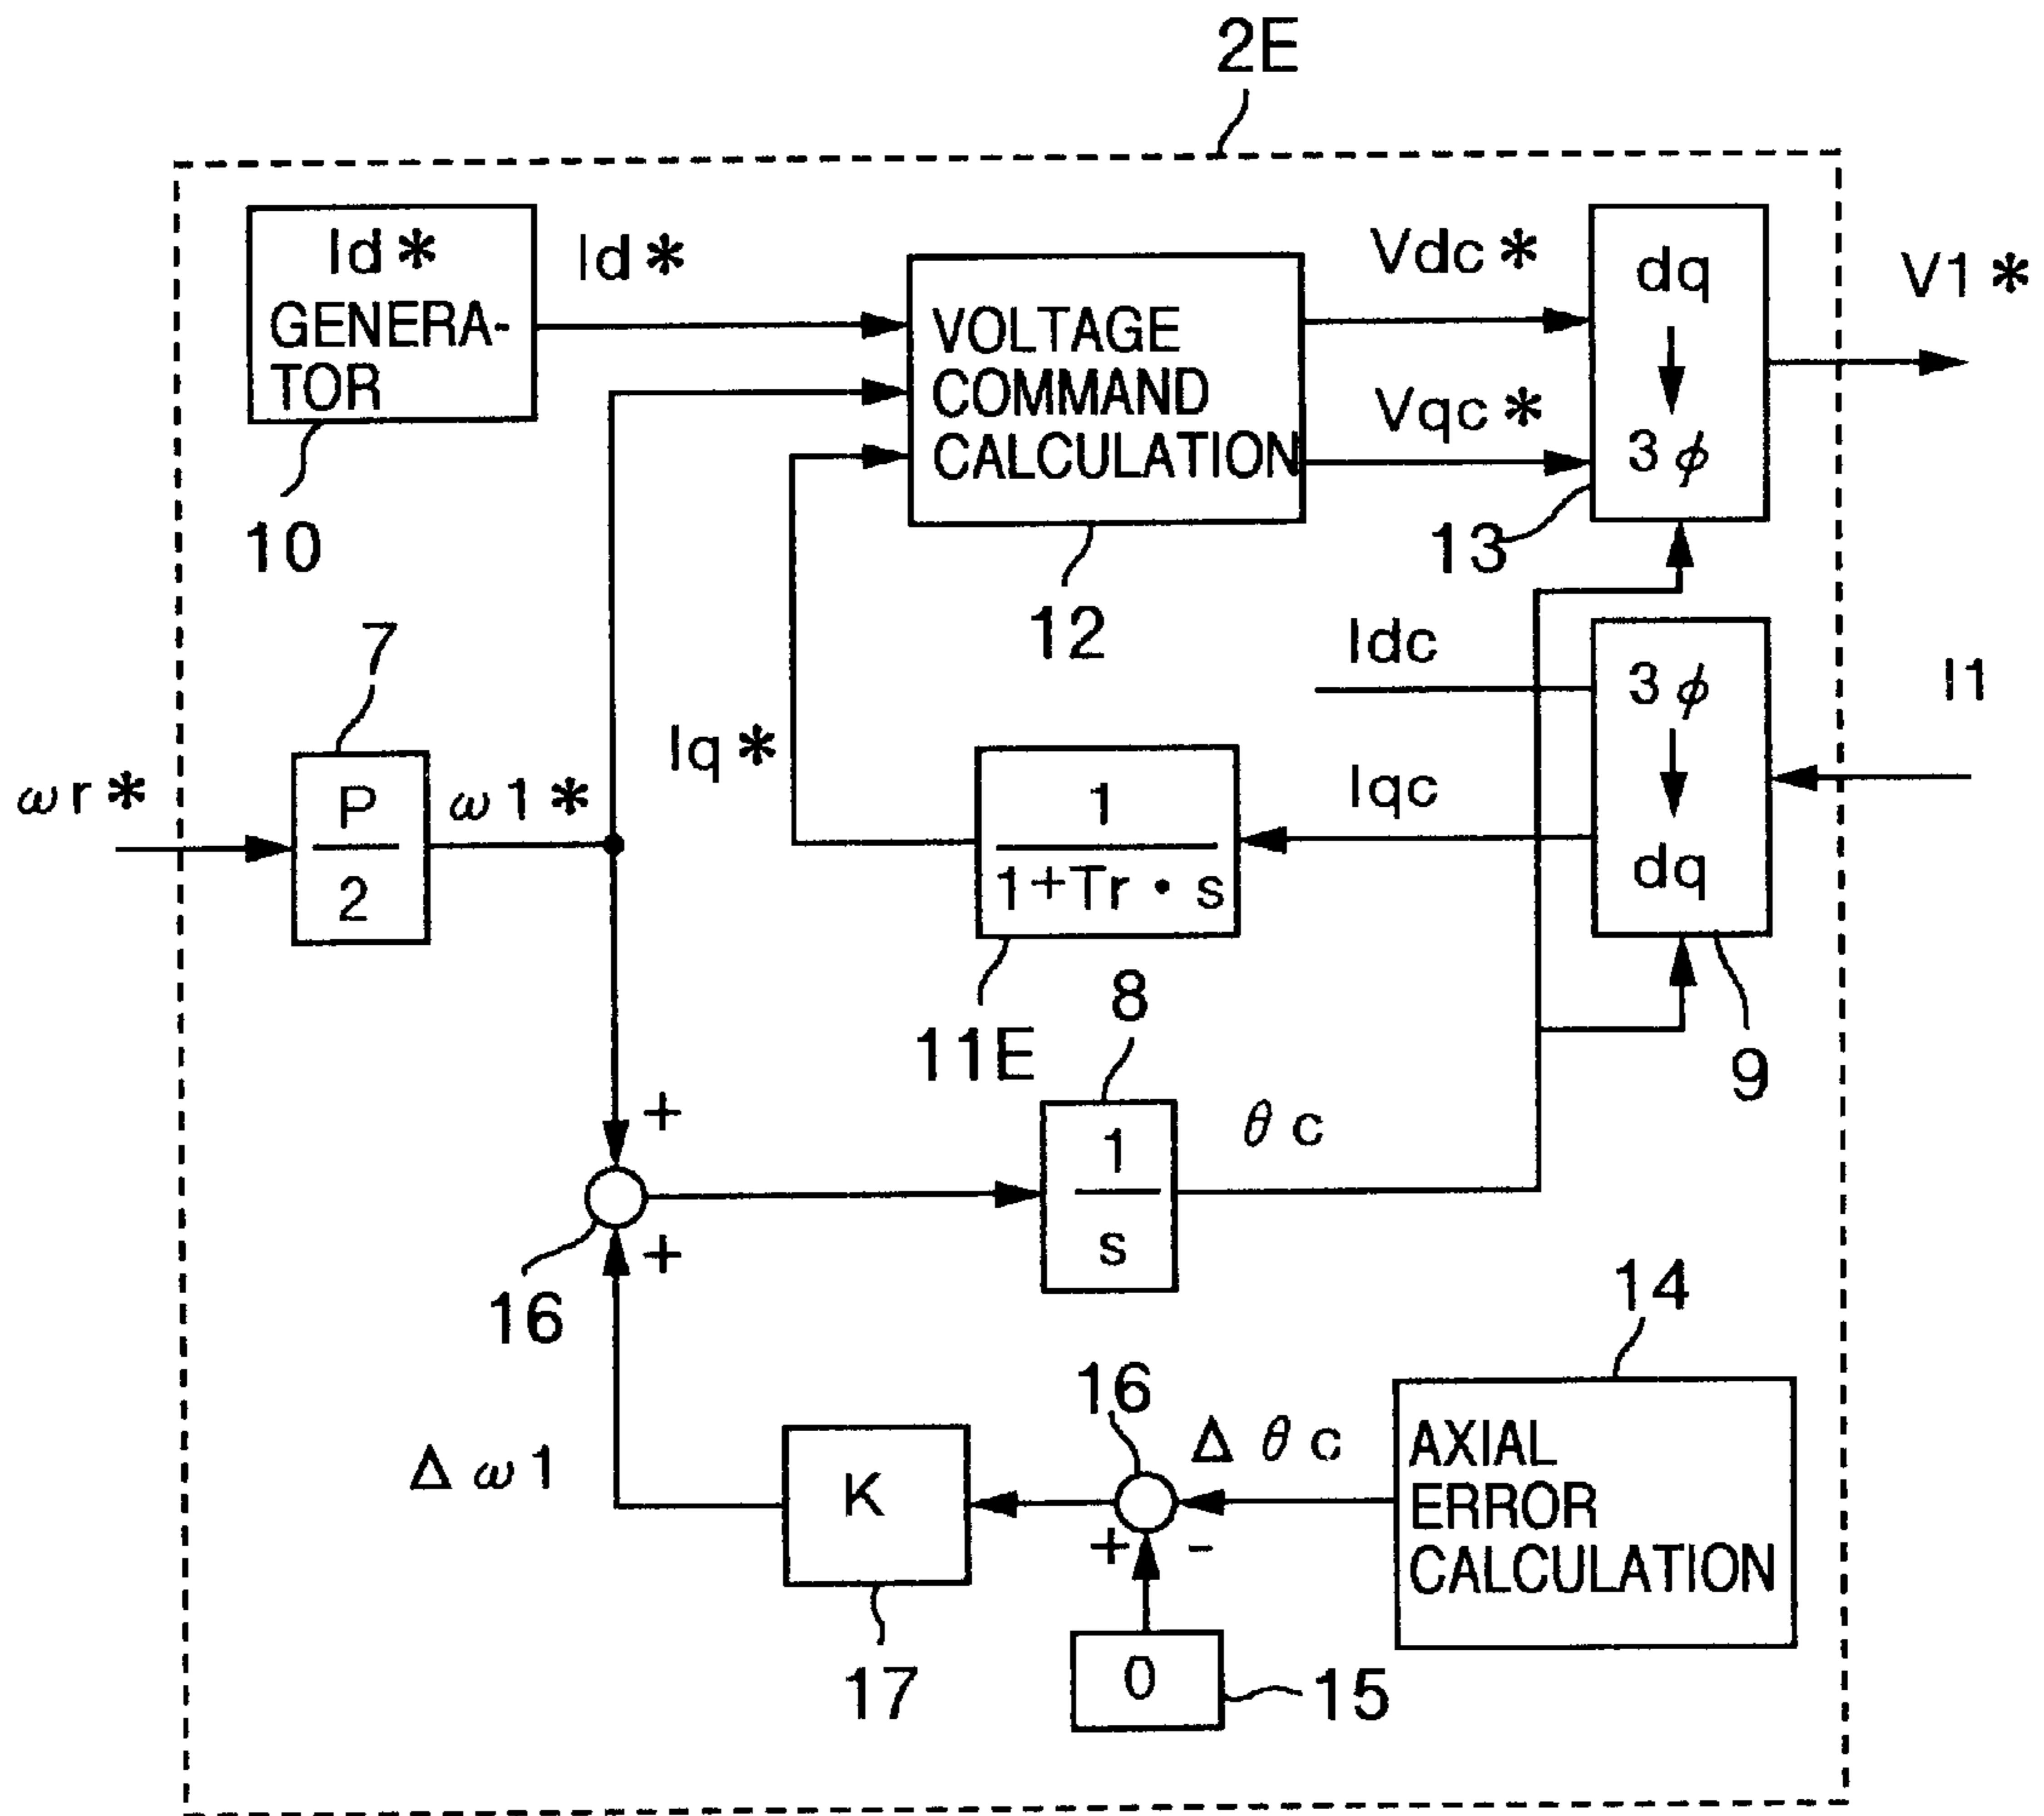 2E
Id*
GENERA-
TOR
Id*
10
VOLTAGE
COMMAND
CALCULATION
12
Vdc*
Vqc*
dq
3φ
13
V1*
7
ωr*
P
2
ω1*
Iq*
1
1+Tr・s
11E
Idc
Iqc
3φ
dq
9
I1
+
+
16
8
1
s
θc
14
AXIAL
ERROR
CALCULATION
Δθc
16
+
-
0
15
K
17
Δω1